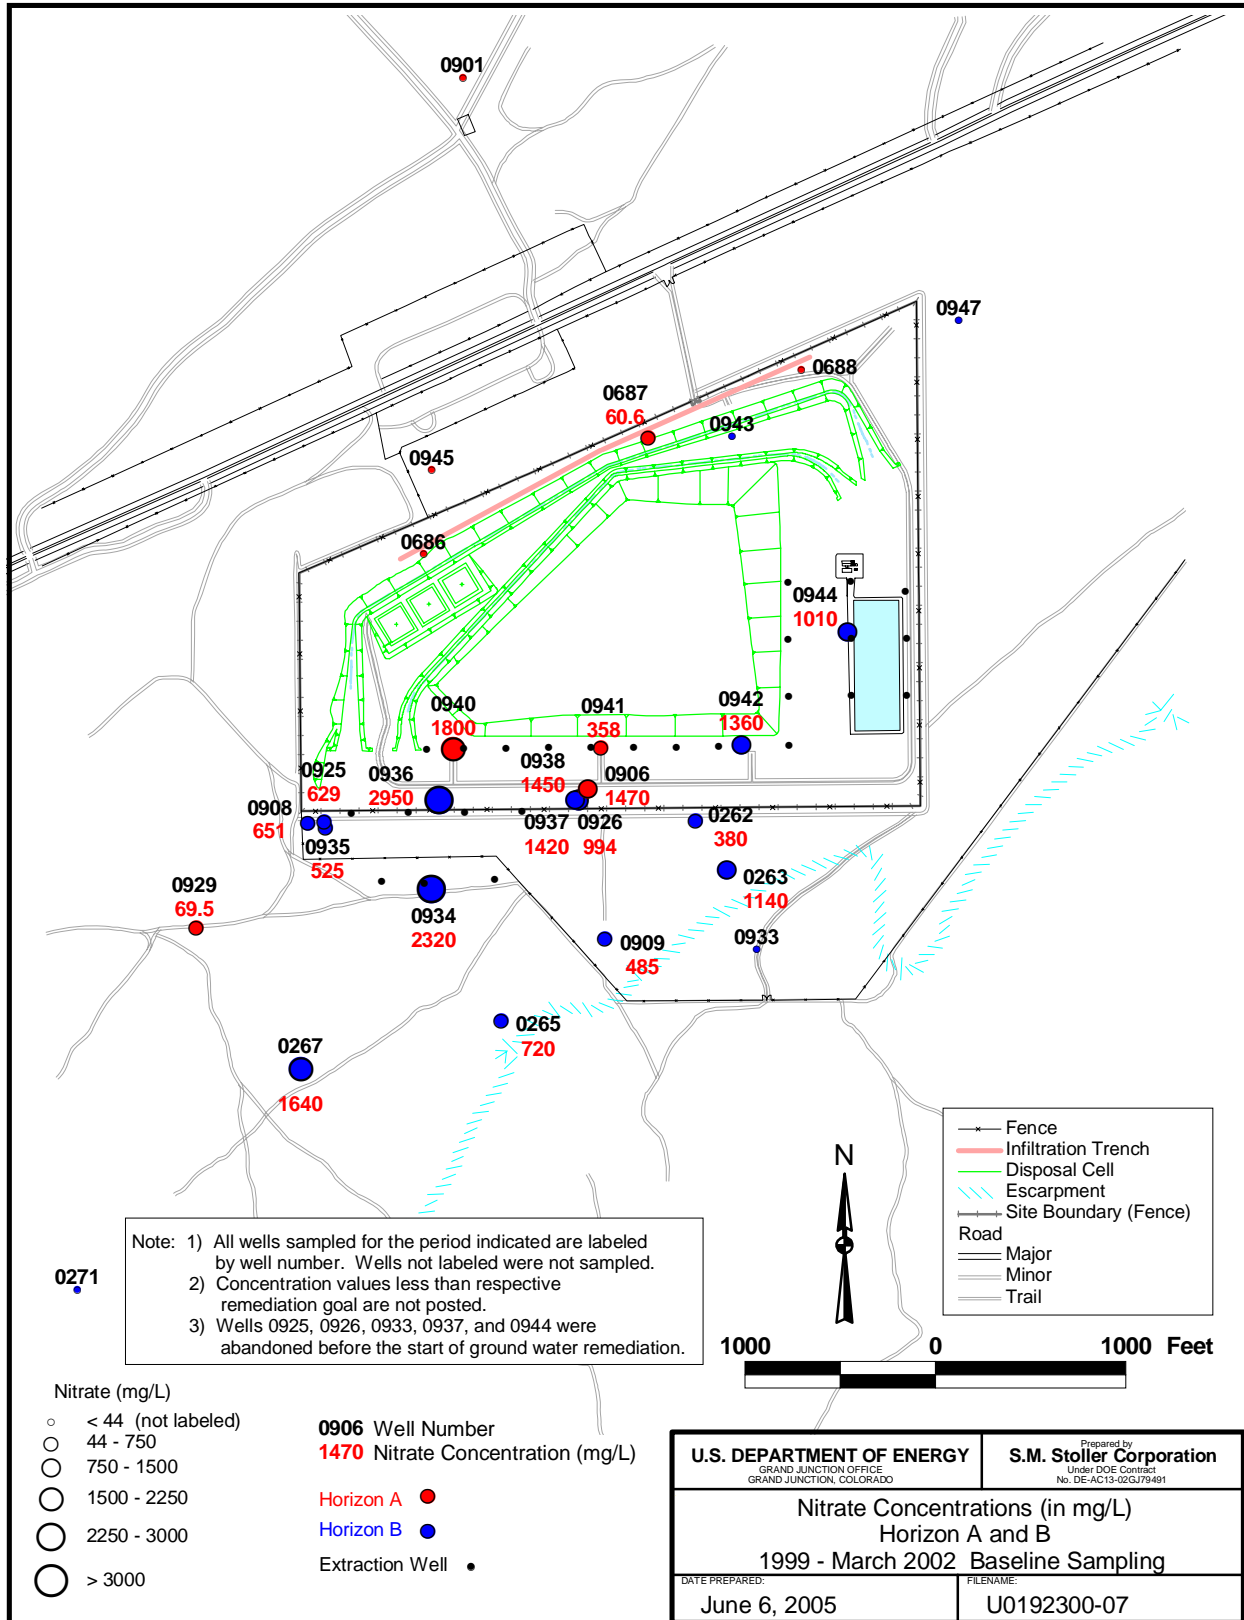 0901
0947
0688
0687
60.6
0943
0945
0686
0944
1010
0940
1800
0941
358
0942
1360
0925
629
0936
2950
0938
1450
0906
1470
0908
651
0935
525
0937
1420
0926
994
0262
380
0263
1140
0929
69.5
0934
2320
0909
485
0933
0265
720
0267
1640
0271
Fence
Infiltration Trench
Disposal Cell
Escarpment
Site Boundary (Fence)
Road
Major
Minor
Trail
N
Note: 1) All wells sampled for the period indicated are labeled
by well number. Wells not labeled were not sampled.
2) Concentration values less than respective
remediation goal are not posted.
3) Wells 0925, 0926, 0933, 0937, and 0944 were
abandoned before the start of ground water remediation.
1000 0 1000 Feet
Nitrate (mg/L)
< 44 (not labeled)
44 - 750
750 - 1500
1500 - 2250
2250 - 3000
> 3000
0906 Well Number
1470 Nitrate Concentration (mg/L)
Horizon A
Horizon B
Extraction Well
U.S. DEPARTMENT OF ENERGY
GRAND JUNCTION OFFICE
GRAND JUNCTION, COLORADO
Prepared by
S.M. Stoller Corporation
Under DOE Contract
No. DE-AC13-02GJ79491
Nitrate Concentrations (in mg/L)
Horizon A and B
1999 - March 2002 Baseline Sampling
DATE PREPARED:
June 6, 2005
FILENAME:
U0192300-07